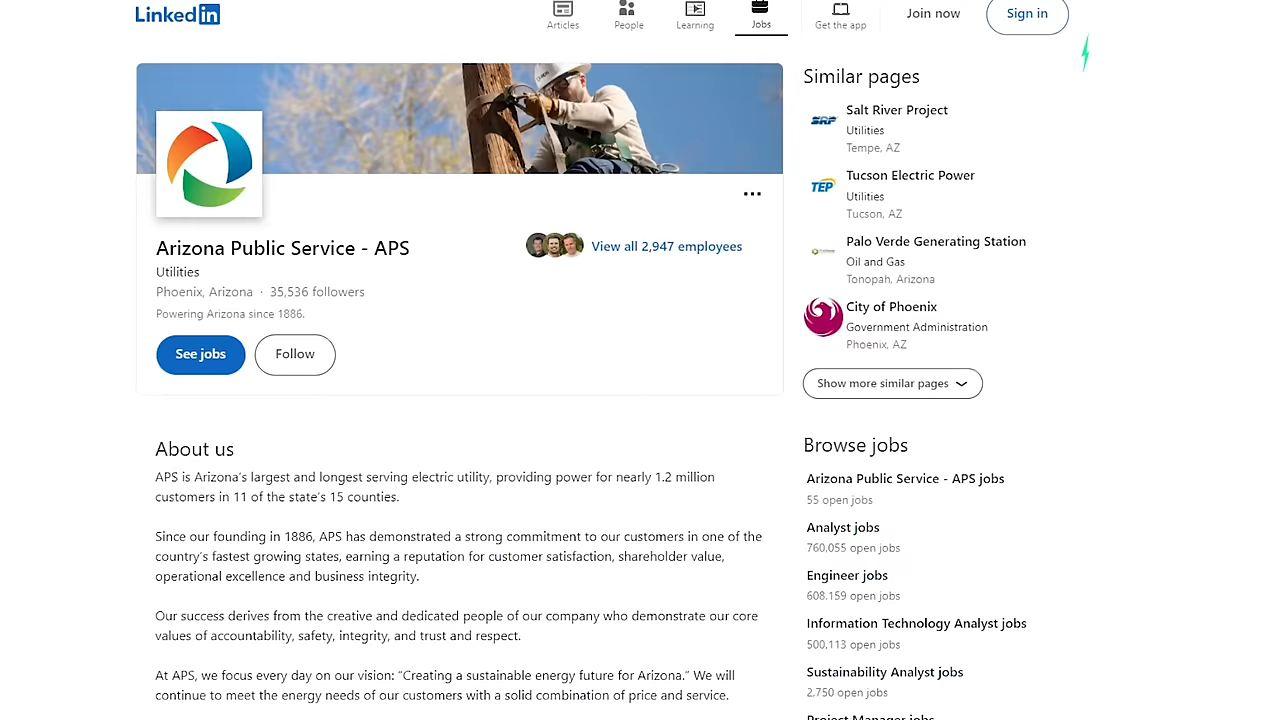 LinkedIn
Articles
People
Learning
Jobs
Get the app
Join now
Sign in
Arizona Public Service - APS
Utilities
Phoenix, Arizona · 35,536 followers
Powering Arizona since 1886.
View all 2,947 employees
See jobs
Follow
About us
APS is Arizona's largest and longest serving electric utility, providing power for nearly 1.2 million
customers in 11 of the state's 15 counties.
Since our founding in 1886, APS has demonstrated a strong commitment to our customers in one of the
country's fastest growing states, earning a reputation for customer satisfaction, shareholder value,
operational excellence and business integrity.
Our success derives from the creative and dedicated people of our company who demonstrate our core
values of accountability, safety, integrity, and trust and respect.
At APS, we focus every day on our vision: "Creating a sustainable energy future for Arizona." We will
continue to meet the energy needs of our customers with a solid combination of price and service.
Similar pages
SRP
Salt River Project
Utilities
Tempe, AZ
TEP
Tucson Electric Power
Utilities
Tucson, AZ
Palo Verde Generating Station
Oil and Gas
Tonopah, Arizona
City of Phoenix
Government Administration
Phoenix, AZ
Show more similar pages
Browse jobs
Arizona Public Service - APS jobs
55 open jobs
Analyst jobs
760,055 open jobs
Engineer jobs
608,159 open jobs
Information Technology Analyst jobs
500,113 open jobs
Sustainability Analyst jobs
2,750 open jobs
Project Manager jobs